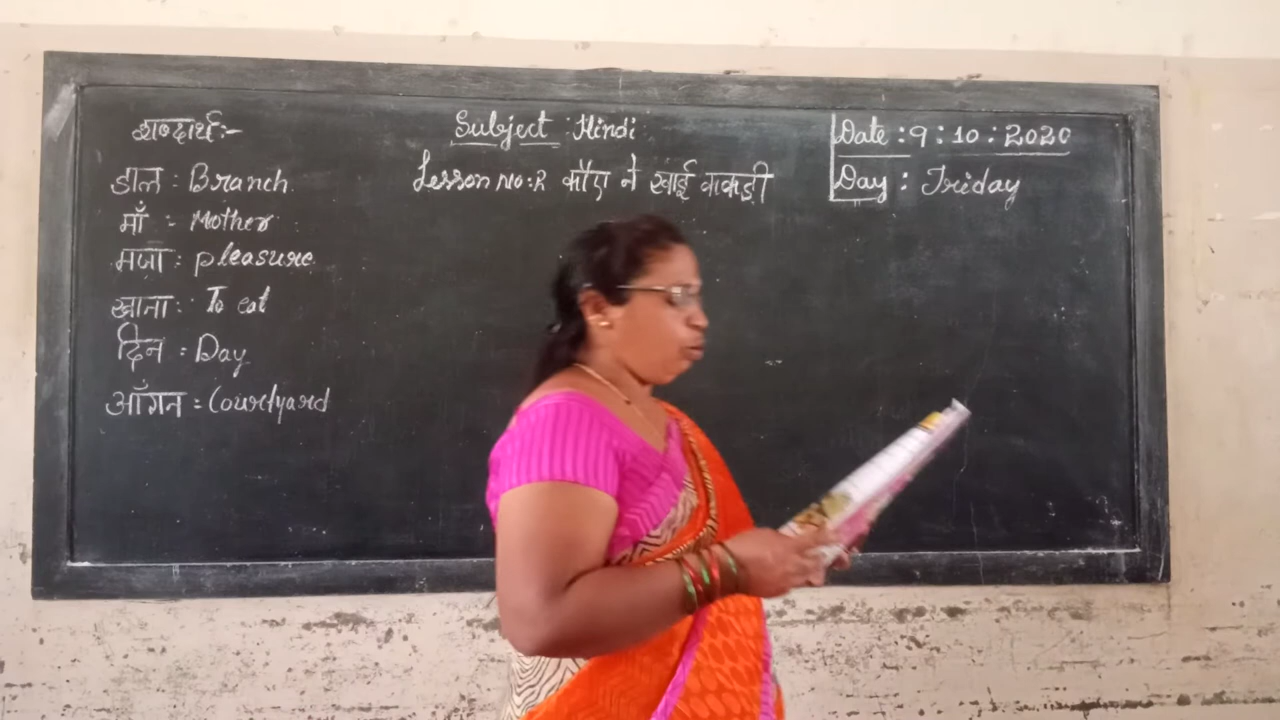 शब्दार्थ:-
डाल : Branch
माँ : Mother
मज़ा : pleasure
खाना : To eat
दिन : Day
आँगन : Courtyard
Subject : Hindi
Lesson no : 2 कौए ने खाई ककड़ी
Date : 9 : 10 : 2020
Day : Friday